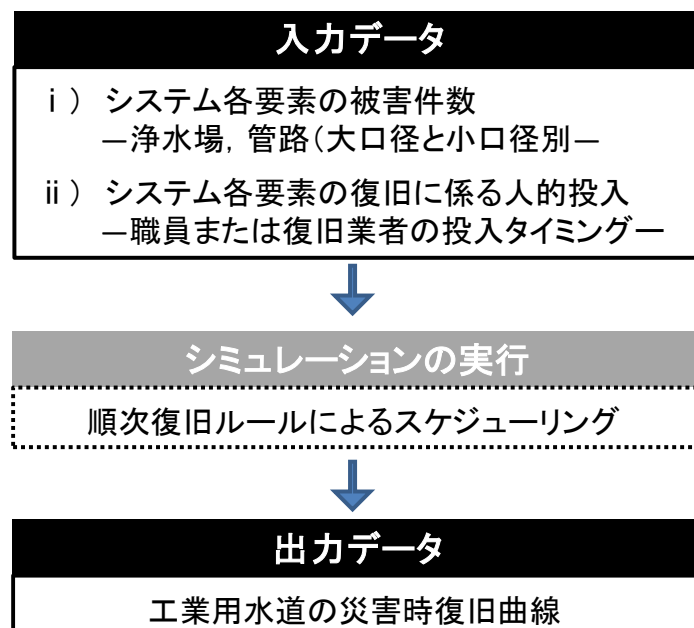 入力データ
ⅰ） システム各要素の被害件数
―浄水場，管路（大口径と小口径別―
ⅱ） システム各要素の復旧に係る人的投入
―職員または復旧業者の投入タイミングー
シミュレーションの実行
順次復旧ルールによるスケジューリング
出力データ
工業用水道の災害時復旧曲線